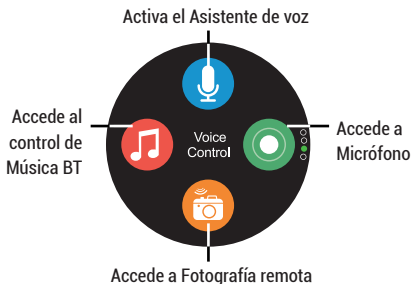 Activa el Asistente de voz
Accede al
control de
Música BT
Voice
Control
Accede a
Micrófono
Accede a Fotografía remota